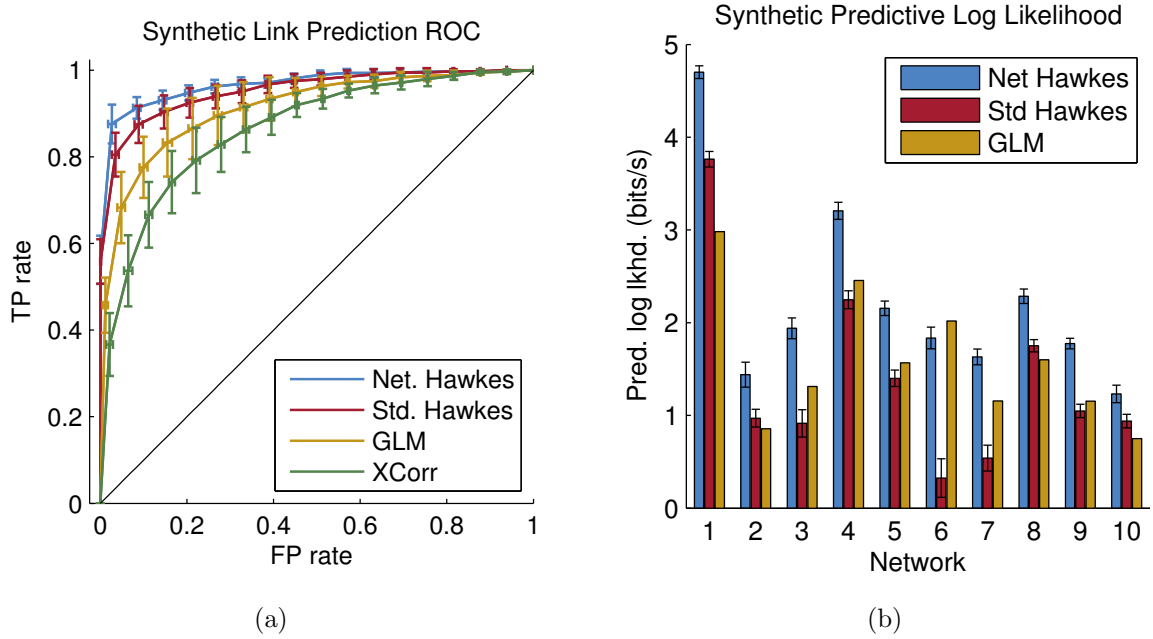 Synthetic Link Prediction ROC
1
0.8
0.6
0.4
0.2
0
TP rate
0 0.2 0.4 0.6 0.8 1
FP rate
Net. Hawkes
Std. Hawkes
GLM
XCorr
(a)
Synthetic Predictive Log Likelihood
5
4
3
2
1
0
Pred. log lkhd. (bits/s)
Net Hawkes
Std Hawkes
GLM
1 2 3 4 5 6 7 8 9 10
Network
(b)